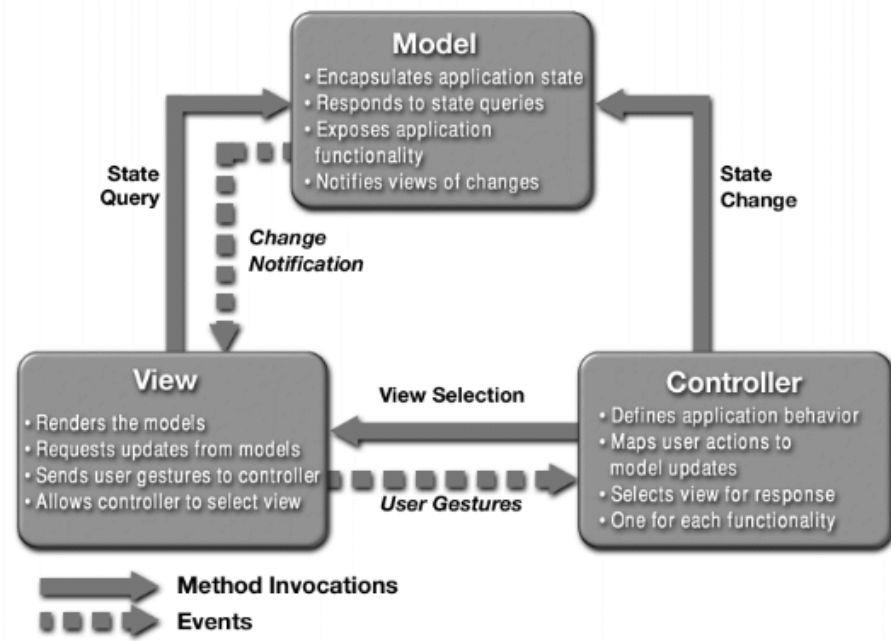 Model
• Encapsulates application state
• Responds to state queries
• Exposes application
functionality
• Notifies views of changes
State
Query
Change
Notification
State
Change
View
• Renders the models
• Requests updates from models
• Sends user gestures to controller
• Allows controller to select view
View Selection
User Gestures
Controller
• Defines application behavior
• Maps user actions to
model updates
• Selects view for response
• One for each functionality
Method Invocations
Events